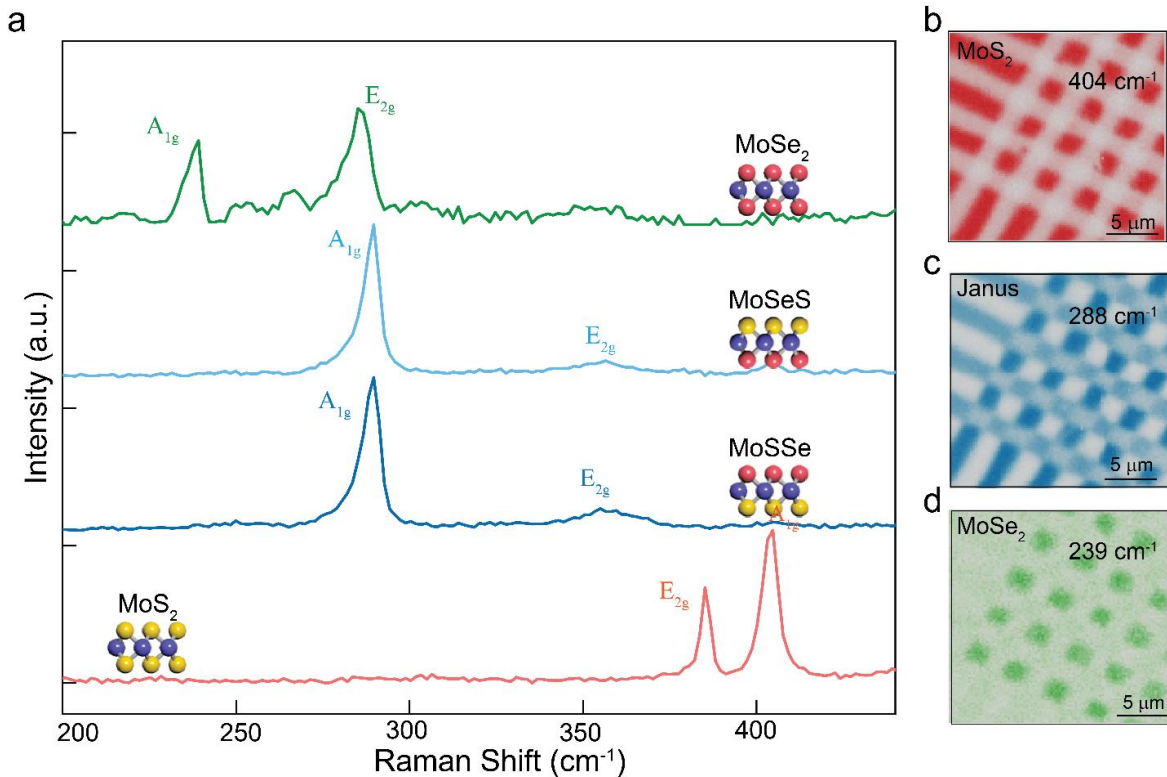 a
A1g
E2g
MoSe2
A1g
MoSeS
E2g
A1g
MoSSe
E2g
A1g
E2g
MoS2
Intensity (a.u.)
200 250 300 350 400
Raman Shift (cm-1)
b
MoS2
404 cm-1
5 μm
c
Janus
288 cm-1
5 μm
d
MoSe2
239 cm-1
5 μm